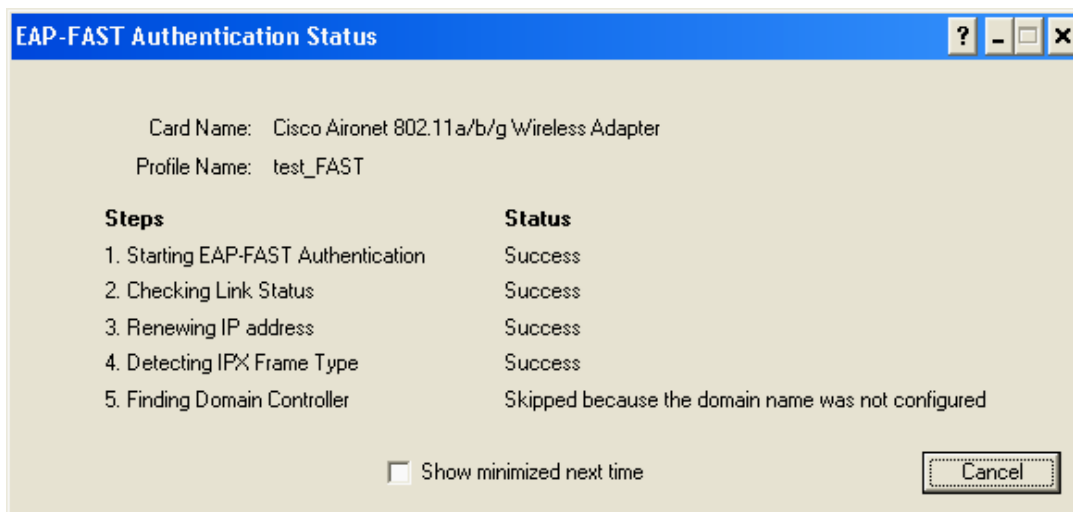 EAP-FAST Authentication Status
?
Card Name: Cisco Aironet 802.11a/b/g Wireless Adapter
Profile Name: test_FAST
Steps Status
1. Starting EAP-FAST Authentication Success
2. Checking Link Status Success
3. Renewing IP address Success
4. Detecting IPX Frame Type Success
5. Finding Domain Controller Skipped because the domain name was not configured
Show minimized next time
Cancel